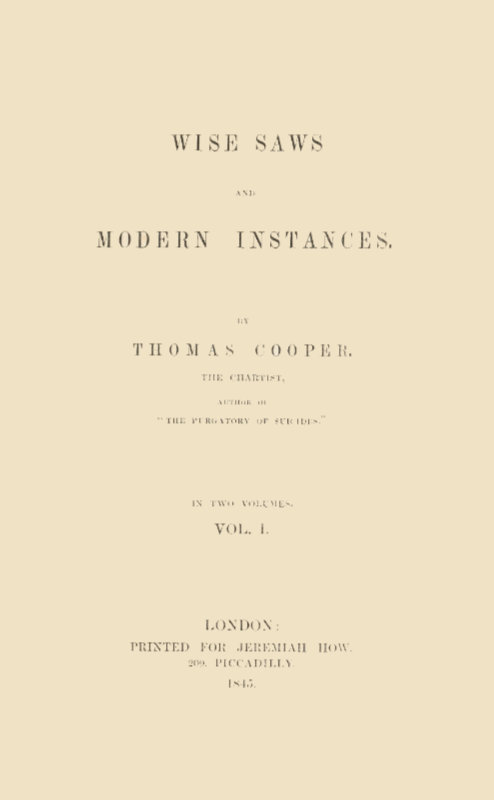 WISE SAWS
AND
MODERN INSTANCES.
BY
THOMAS COOPER,
THE CHARTIST,
AUTHOR OF
"THE PURGATORY OF SUICIDES."
IN TWO VOLUMES.
VOL. I.
LONDON:
PRINTED FOR JEREMIAH HOW,
209, PICCADILLY.
1845.